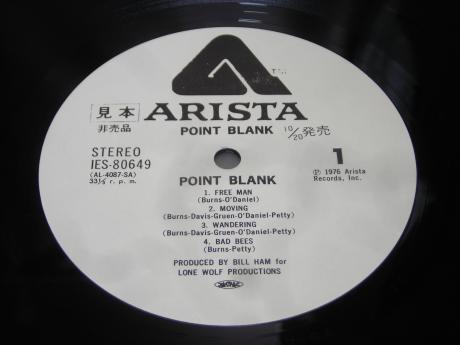 TM
見本
非売品
ARISTA
POINT BLANK
10/20 発売
STEREO
IES-80649
(AL-4087-SA)
33⅓ r. p. m.
1
Ⓟ 1976 Arista
Records, Inc.
POINT BLANK
1. FREE MAN
(Burns-O'Daniel)
2. MOVING
(Burns-Davis-Gruen-O'Daniel-Petty)
3. WANDERING
(Burns-Davis-Gruen-O'Daniel-Petty)
4. BAD BEES
(Burns-Petty)
PRODUCED BY BILL HAM for
LONE WOLF PRODUCTIONS